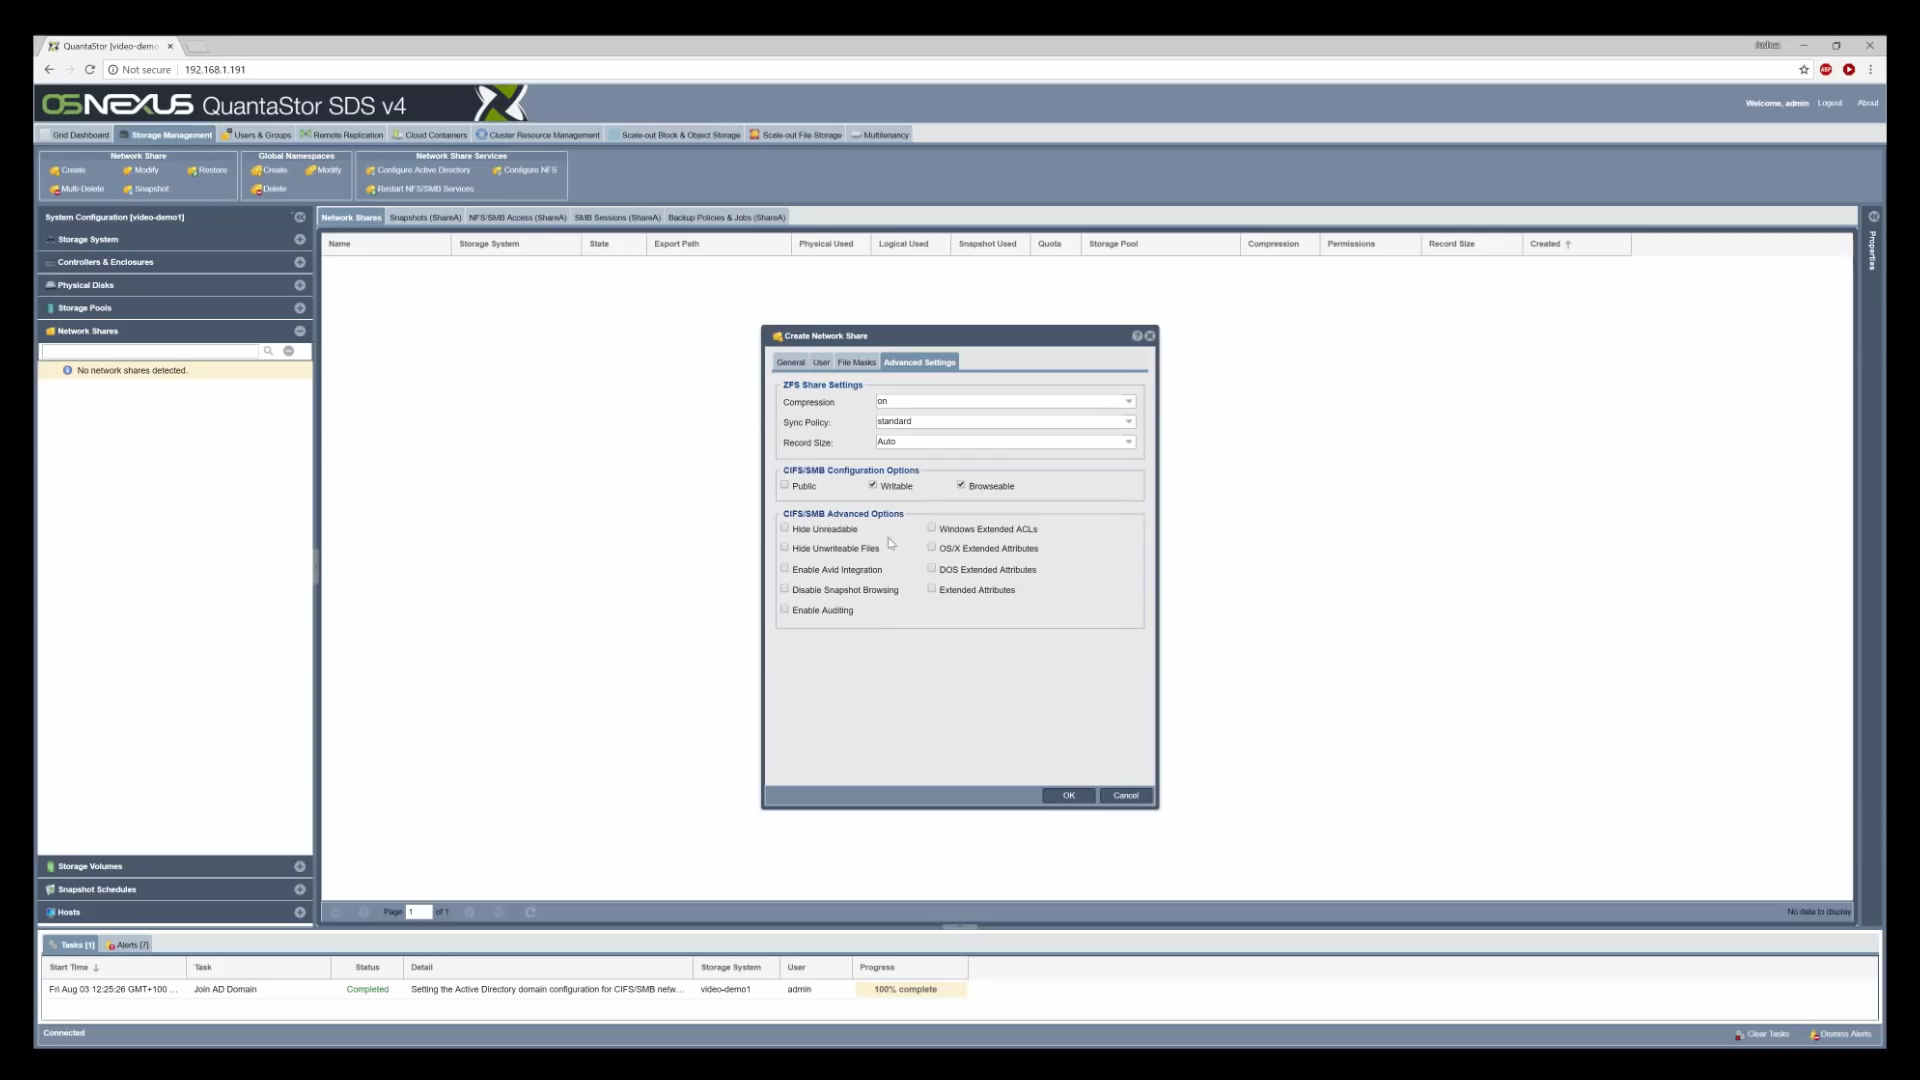 QuantaStor [video-demo
Not secure 192.168.1.191
OSNEXUS QuantaStor SDS v4
Welcome, admin Logout About
Grid Dashboard Storage Management Users & Groups Remote Replication Cloud Containers Cluster Resource Management Scale-out Block & Object Storage Scale-out File Storage Multitenancy
Network Share Global Namespaces Network Share Services
Create Modify Restore Create Modify Configure Active Directory Configure NFS
Multi-Delete Snapshot Delete Restart NFS/SMB Services
System Configuration [video-demo1]
Network Shares Snapshots (ShareA) NFS/SMB Access (ShareA) SMB Sessions (ShareA) Backup Policies & Jobs (ShareA)
Storage System
Controllers & Enclosures
Physical Disks
Storage Pools
Network Shares
No network shares detected.
Storage Volumes
Snapshot Schedules
Hosts
Name Storage System State Export Path Physical Used Logical Used Snapshot Used Quota Storage Pool Compression Permissions Record Size Created
Properties
Create Network Share
General User File Masks Advanced Settings
ZFS Share Settings
Compression on
Sync Policy: standard
Record Size: Auto
CIFS/SMB Configuration Options
Public Writable Browseable
CIFS/SMB Advanced Options
Hide Unreadable Windows Extended ACLs
Hide Unwriteable Files OS/X Extended Attributes
Enable Avid Integration DOS Extended Attributes
Disable Snapshot Browsing Extended Attributes
Enable Auditing
OK Cancel
Page 1 of 1 No data to display
Tasks [1] Alerts [7]
Start Time Task Status Detail Storage System User Progress
Fri Aug 03 12:25:26 GMT+100 ... Join AD Domain Completed Setting the Active Directory domain configuration for CIFS/SMB netw... video-demo1 admin 100% complete
Connected Clear Tasks Dismiss Alerts